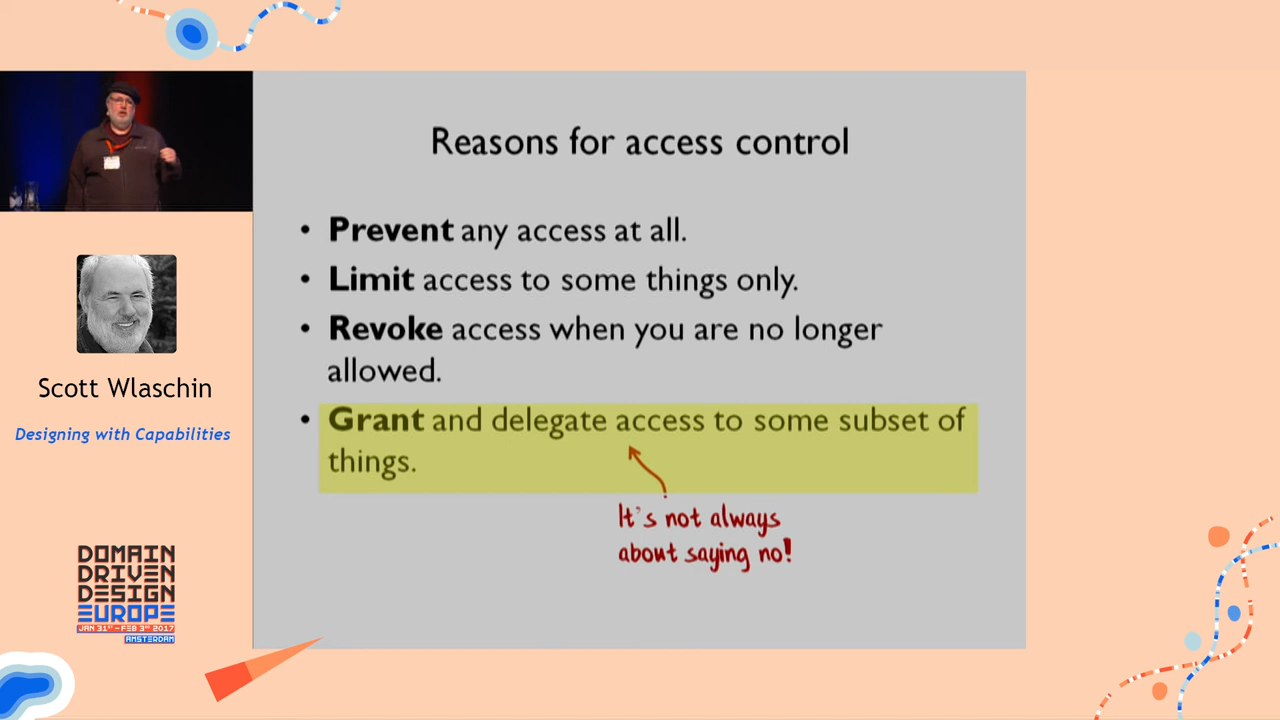 Reasons for access control
• Prevent any access at all.
• Limit access to some things only.
• Revoke access when you are no longer
allowed.
• Grant and delegate access to some subset of
things.
It's not always
about saying no!
Scott Wlaschin
Designing with Capabilities
DOMAIN
DRIVEN
DESIGN
EUROPE
JAN 31ST-FEB 3RD 2017
AMSTERDAM